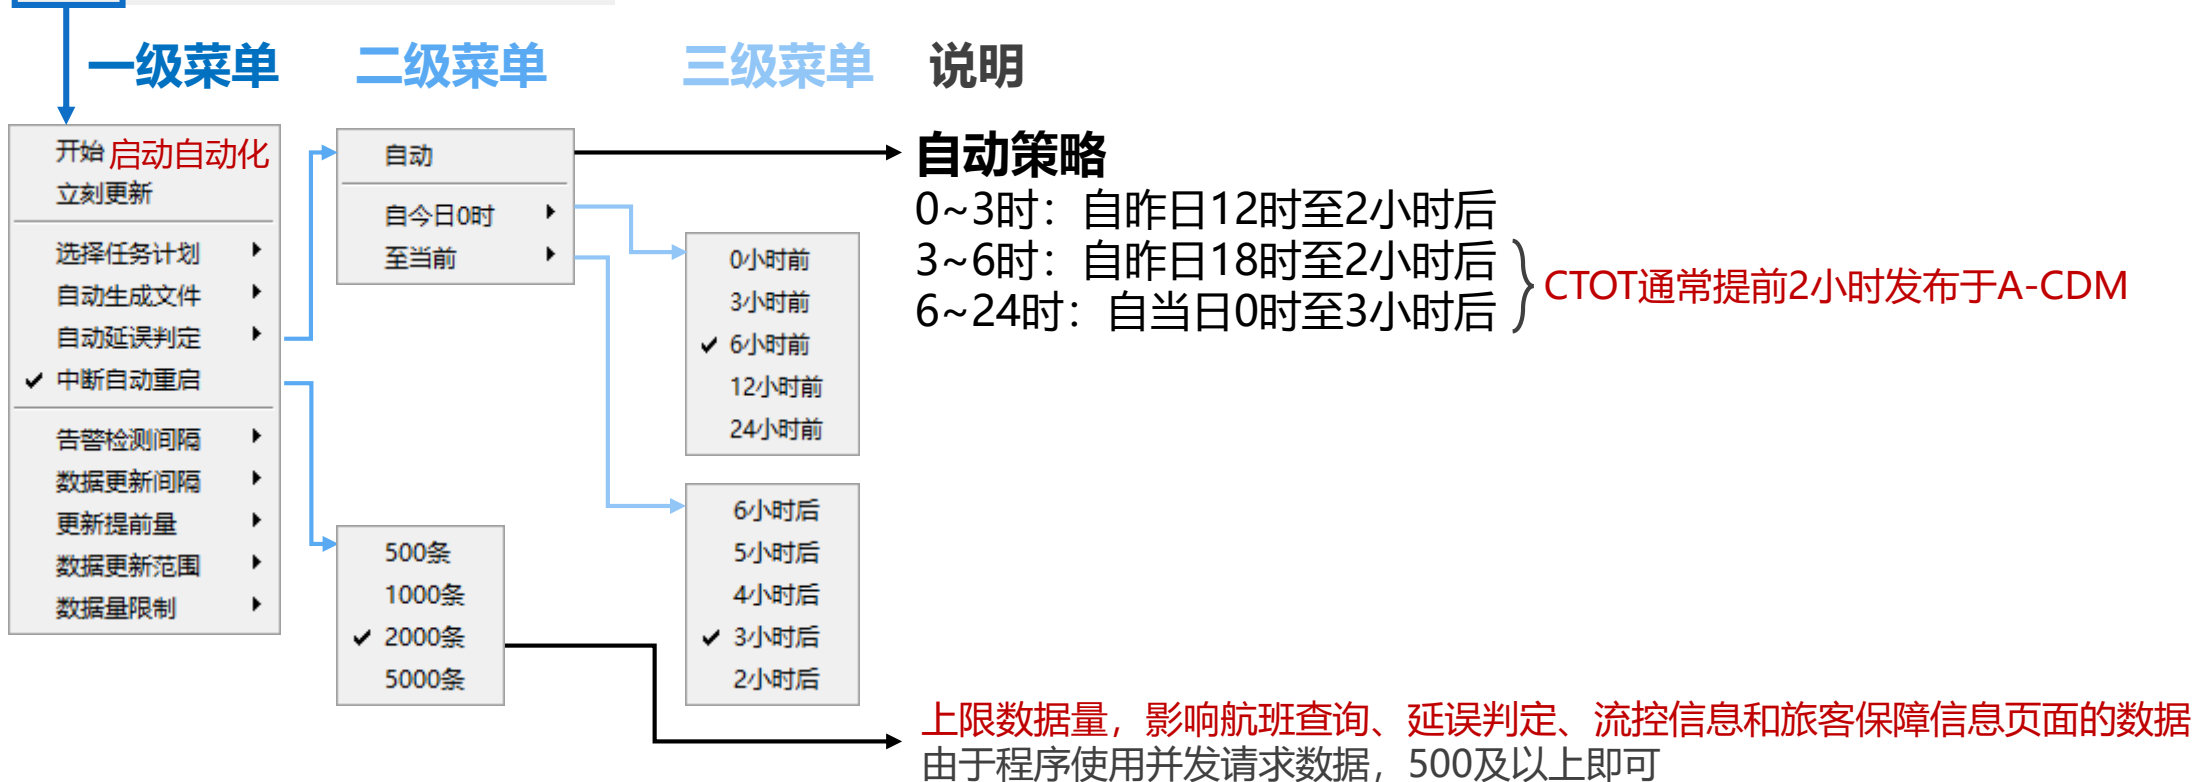 一级菜单
二级菜单
三级菜单
说明
开始 启动自动化
立刻更新
选择任务计划
自动生成文件
自动延误判定
中断自动重启
告警检测间隔
数据更新间隔
更新提前量
数据更新范围
数据量限制
自动
自今日0时
至当前
500条
1000条
2000条
5000条
0小时前
3小时前
6小时前
12小时前
24小时前
6小时后
5小时后
4小时后
3小时后
2小时后
自动策略
0~3时：自昨日12时至2小时后
3~6时：自昨日18时至2小时后
6~24时：自当日0时至3小时后
CTOT通常提前2小时发布于A-CDM
上限数据量，影响航班查询、延误判定、流控信息和旅客保障信息页面的数据
由于程序使用并发请求数据，500及以上即可